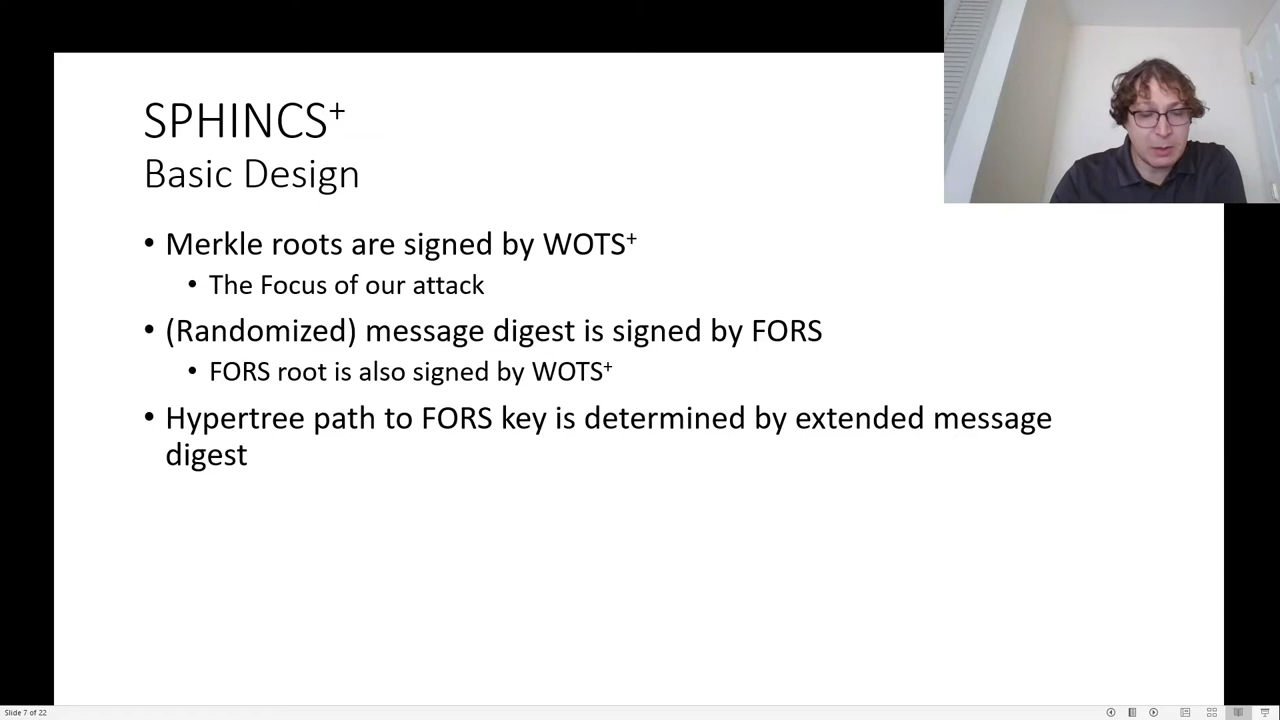 SPHINCS+
Basic Design
• Merkle roots are signed by WOTS+
• The Focus of our attack
• (Randomized) message digest is signed by FORS
• FORS root is also signed by WOTS+
• Hypertree path to FORS key is determined by extended message
digest
Slide 7 of 22